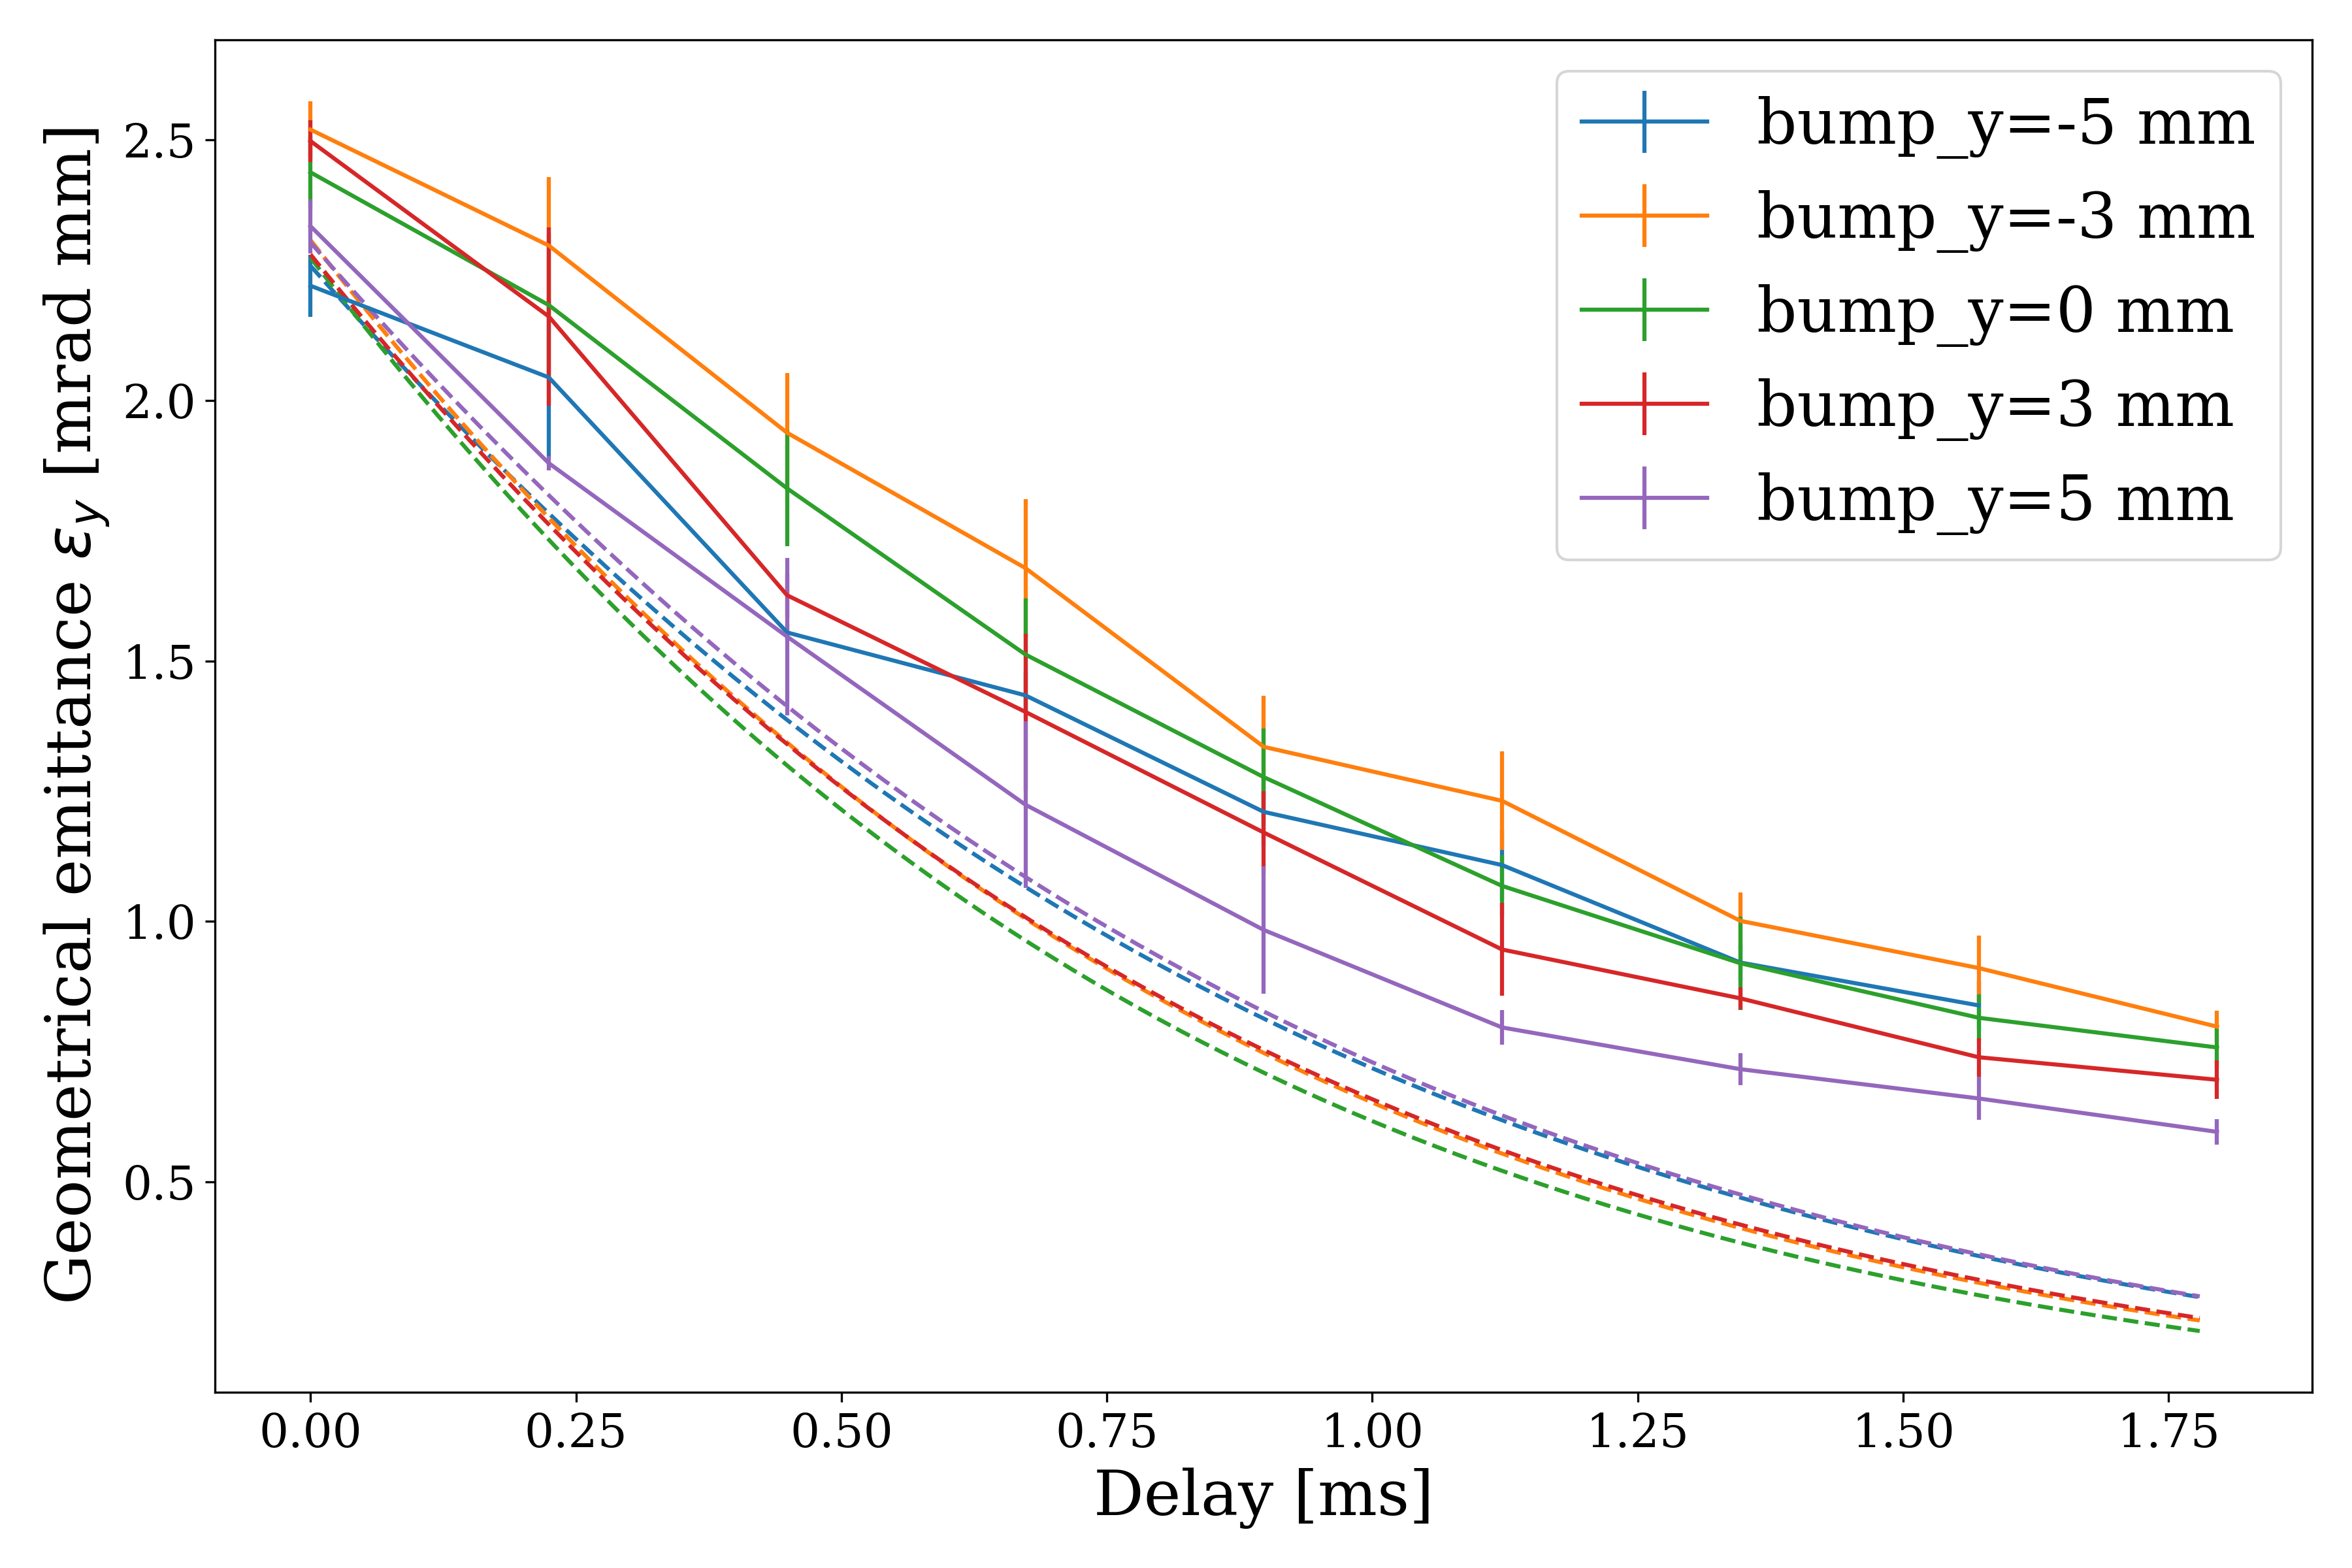 Geometrical emittance εy [mrad mm]
2.5
2.0
1.5
1.0
0.5
bump_y=-5 mm
bump_y=-3 mm
bump_y=0 mm
bump_y=3 mm
bump_y=5 mm
0.00 0.25 0.50 0.75 1.00 1.25 1.50 1.75
Delay [ms]